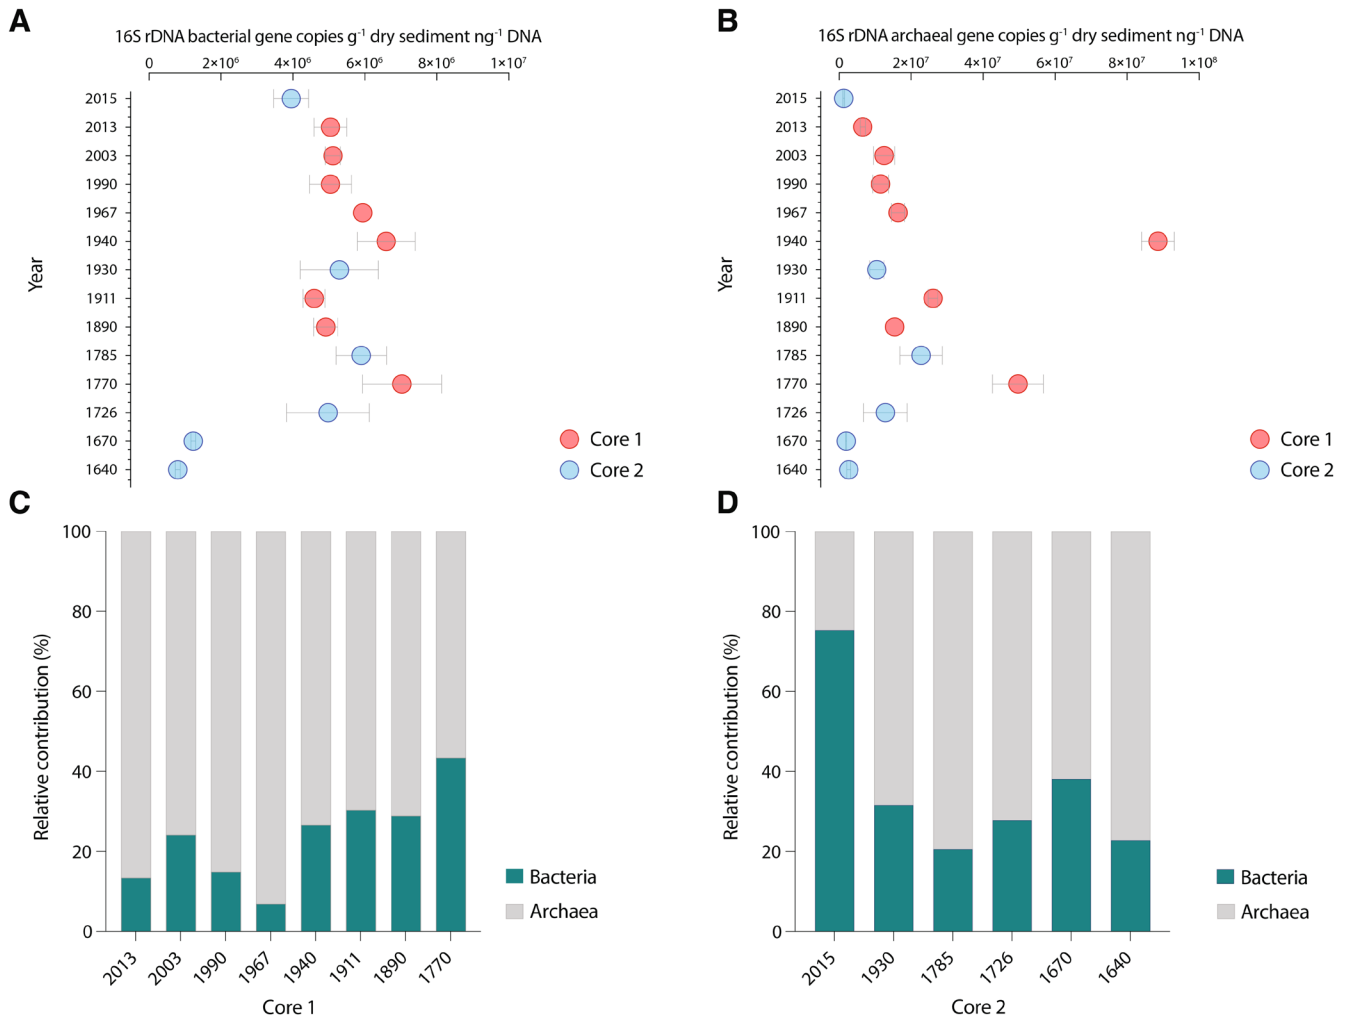 A
16S rDNA bacterial gene copies g⁻¹ dry sediment ng⁻¹ DNA
0 2×10⁶ 4×10⁶ 6×10⁶ 8×10⁶ 1×10⁷
Year
2015
2013
2003
1990
1967
1940
1930
1911
1890
1785
1770
1726
1670
1640
Core 1
Core 2
B
16S rDNA archaeal gene copies g⁻¹ dry sediment ng⁻¹ DNA
0 2×10⁷ 4×10⁷ 6×10⁷ 8×10⁷ 1×10⁸
Year
2015
2013
2003
1990
1967
1940
1930
1911
1890
1785
1770
1726
1670
1640
Core 1
Core 2
C
Relative contribution (%)
100
80
60
40
20
0
2013 2003 1990 1967 1940 1911 1890 1770
Core 1
Bacteria
Archaea
D
Relative contribution (%)
100
80
60
40
20
0
2015 1930 1785 1726 1670 1640
Core 2
Bacteria
Archaea